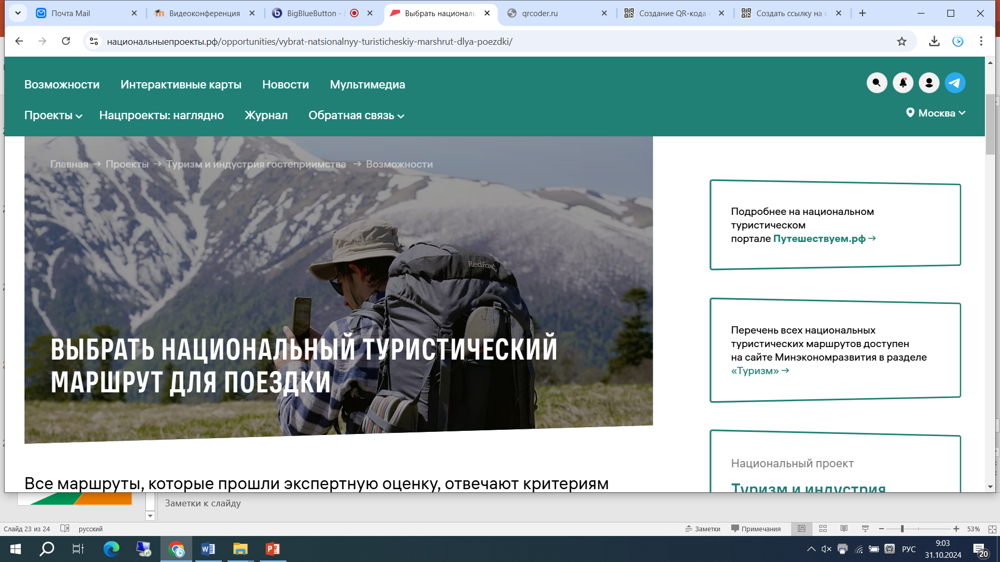 Почта Mail
Видеоконференция
BigBlueButton -
Выбрать националь
qrcoder.ru
Создание QR-кода
Создать ссылку на
национальныепроекты.рф/opportunities/vybrat-natsionalnyy-turisticheskiy-marshrut-dlya-poezdki/
Возможности
Интерактивные карты
Новости
Мультимедиа
Проекты
Нацпроекты: наглядно
Журнал
Обратная связь
Москва
Главная → Проекты → Туризм и индустрия гостеприимства → Возможности
RedFox
ВЫБРАТЬ НАЦИОНАЛЬНЫЙ ТУРИСТИЧЕСКИЙ
МАРШРУТ ДЛЯ ПОЕЗДКИ
Все маршруты, которые прошли экспертную оценку, отвечают критериям
Подробнее на национальном
туристическом
портале Путешествуем.рф →
Перечень всех национальных
туристических маршрутов доступен
на сайте Минэкономразвития в разделе
«Туризм» →
Национальный проект
Туризм и индустрия
Заметки к слайду
Слайд 23 из 24
русский
Заметки
Примечания
53%
РУС
9:03
31.10.2024
20